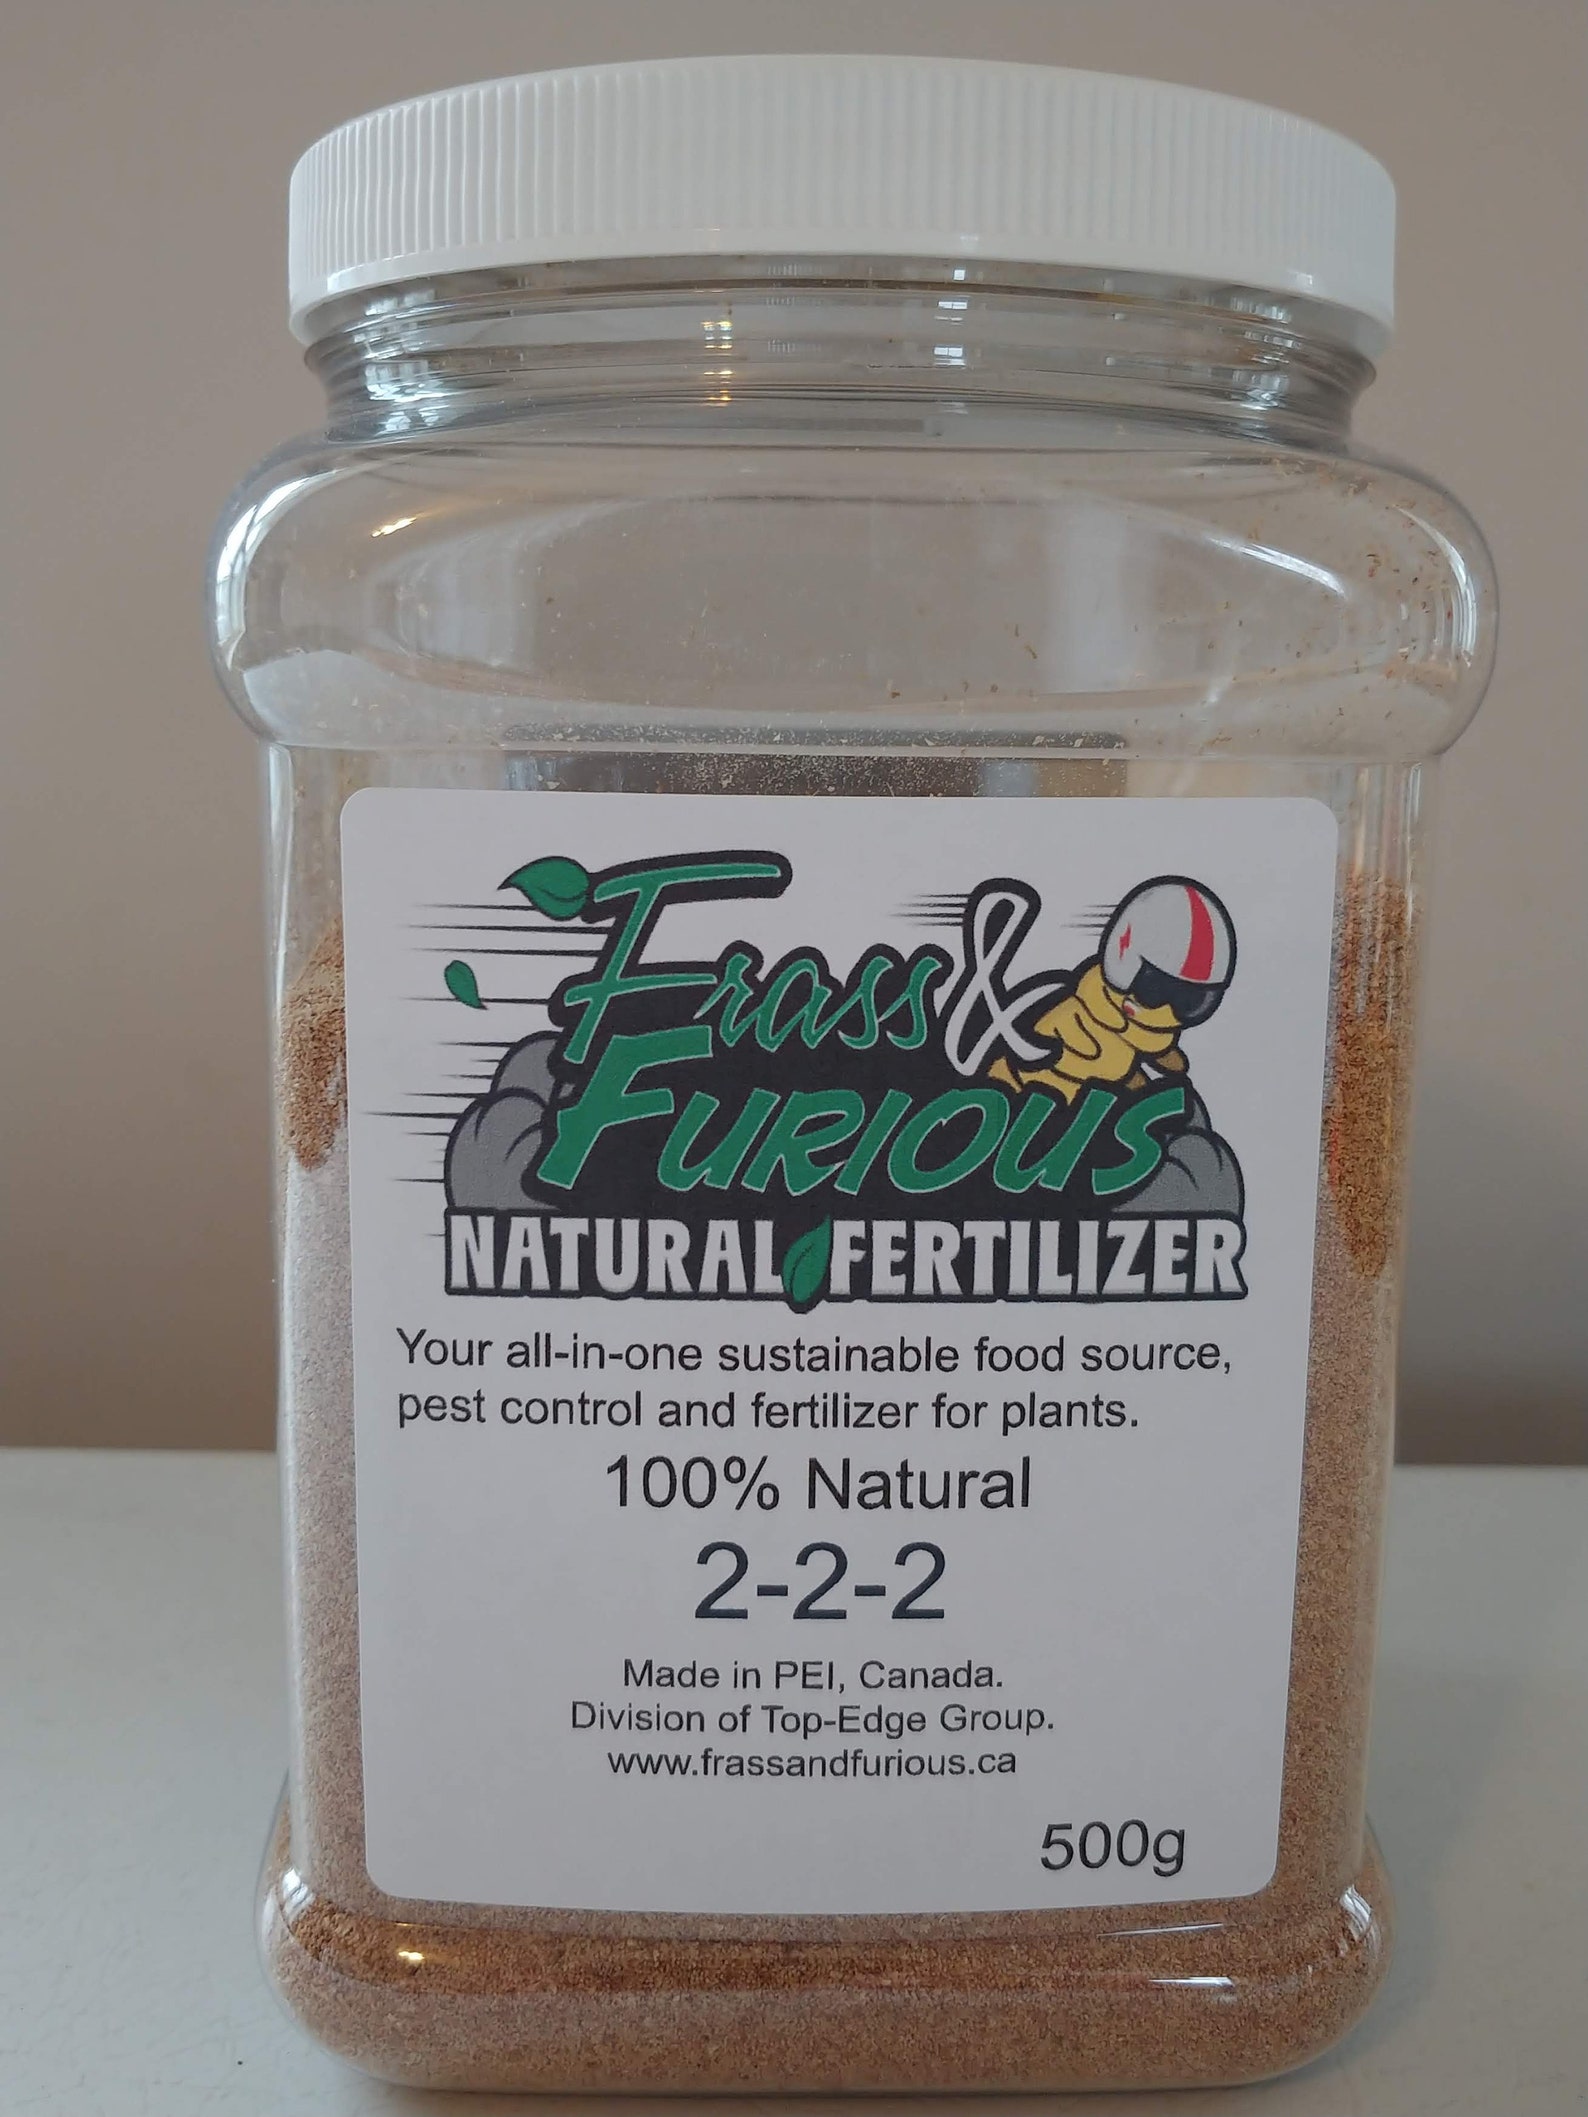 Frass &
Furious
NATURAL FERTILIZER
Your all-in-one sustainable food source,
pest control and fertilizer for plants.
100% Natural
2-2-2
Made in PEI, Canada.
Division of Top-Edge Group.
www.frassandfurious.ca
500g